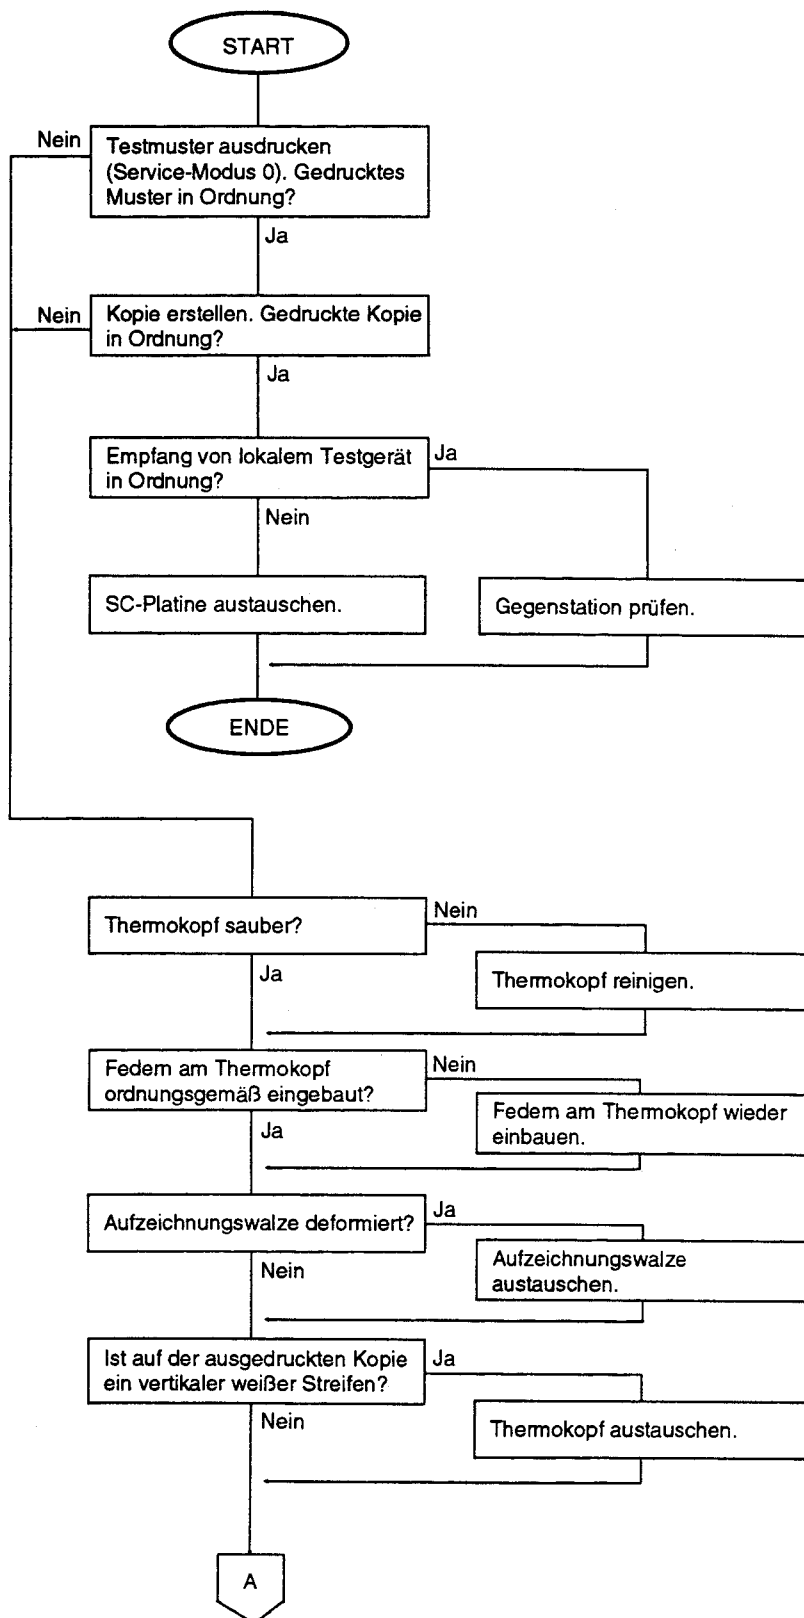 START
Nein
Testmuster ausdrucken
(Service-Modus 0). Gedrucktes
Muster in Ordnung?
Ja
Nein
Kopie erstellen. Gedruckte Kopie
in Ordnung?
Ja
Empfang von lokalem Testgerät
in Ordnung?
Ja
Nein
SC-Platine austauschen.
Gegenstation prüfen.
ENDE
Thermokopf sauber?
Nein
Ja
Thermokopf reinigen.
Federn am Thermokopf
ordnungsgemäß eingebaut?
Nein
Ja
Federn am Thermokopf wieder
einbauen.
Aufzeichnungswalze deformiert?
Ja
Nein
Aufzeichnungswalze
austauschen.
Ist auf der ausgedruckten Kopie
ein vertikaler weißer Streifen?
Ja
Nein
Thermokopf austauschen.
A